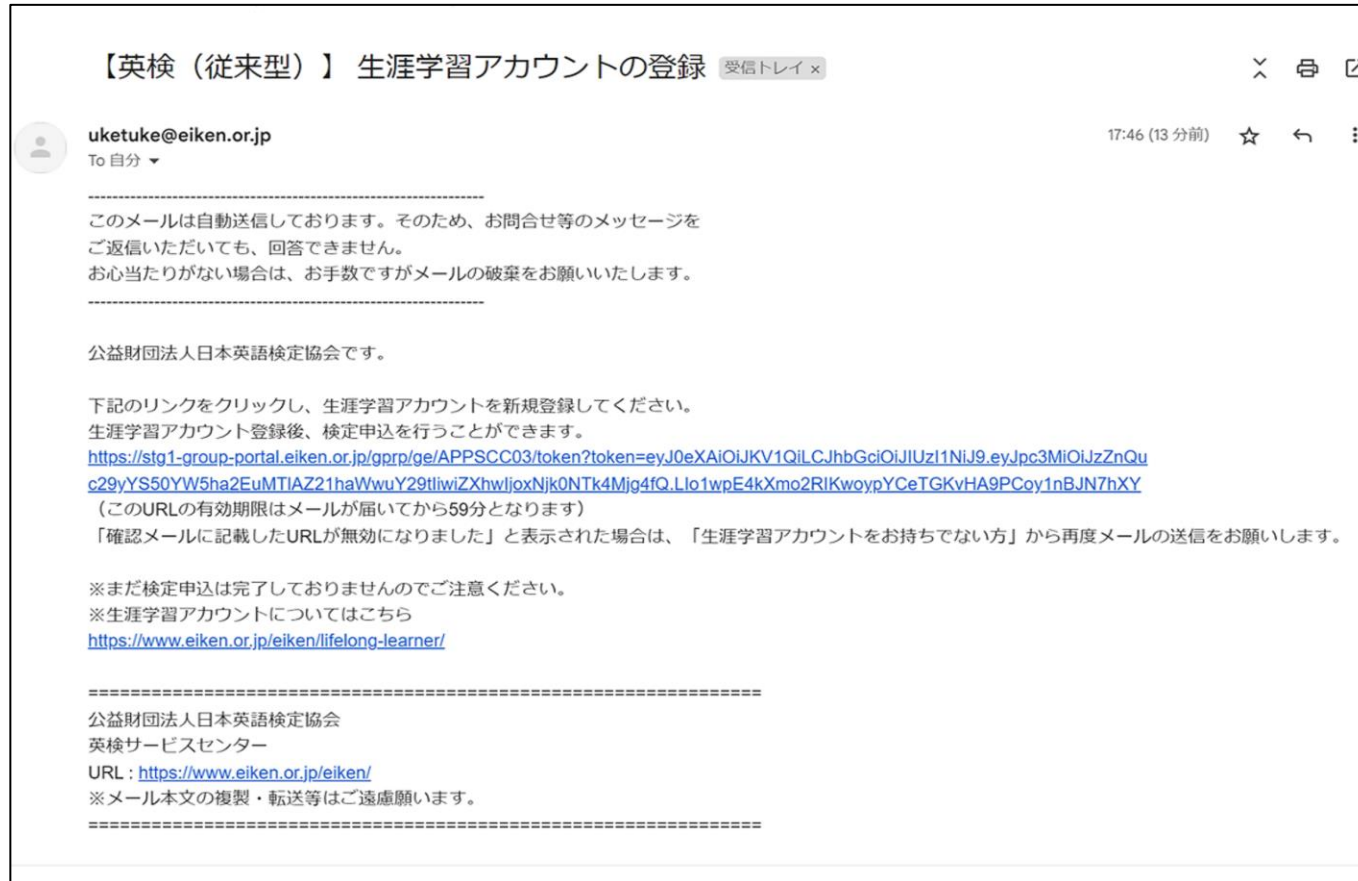 【英検（従来型）】 生涯学習アカウントの登録 受信トレイ ×
uketuke@eiken.or.jp
17:46 (13 分前)
To 自分
------------------------------------------------------------------
このメールは自動送信しております。そのため、お問合せ等のメッセージを
ご返信いただいても、回答できません。
お心当たりがない場合は、お手数ですがメールの破棄をお願いいたします。
------------------------------------------------------------------
公益財団法人日本英語検定協会です。
下記のリンクをクリックし、生涯学習アカウントを新規登録してください。
生涯学習アカウント登録後、検定申込を行うことができます。
https://stg1-group-portal.eiken.or.jp/gprp/ge/APPSCC03/token?token=eyJ0eXAiOiJKV1QiLCJhbGciOiJIUzI1NiJ9.eyJpc3MiOiJzZnQu
c29yYS50YW5ha2EuMTIAZ21haWwuY29tIiwiZXhwIjoxNjk0NTk4Mjg4fQ.LIo1wpE4kXmo2RIKwoypYCeTGKvHA9PCoy1nBJN7hXY
（このURLの有効期限はメールが届いてから59分となります）
「確認メールに記載したURLが無効になりました」と表示された場合は、「生涯学習アカウントをお持ちでない方」から再度メールの送信をお願いします。
※まだ検定申込は完了しておりませんのでご注意ください。
※生涯学習アカウントについてはこちら
https://www.eiken.or.jp/eiken/lifelong-learner/
================================================================
公益財団法人日本英語検定協会
英検サービスセンター
URL : https://www.eiken.or.jp/eiken/
※メール本文の複製・転送等はご遠慮願います。
================================================================